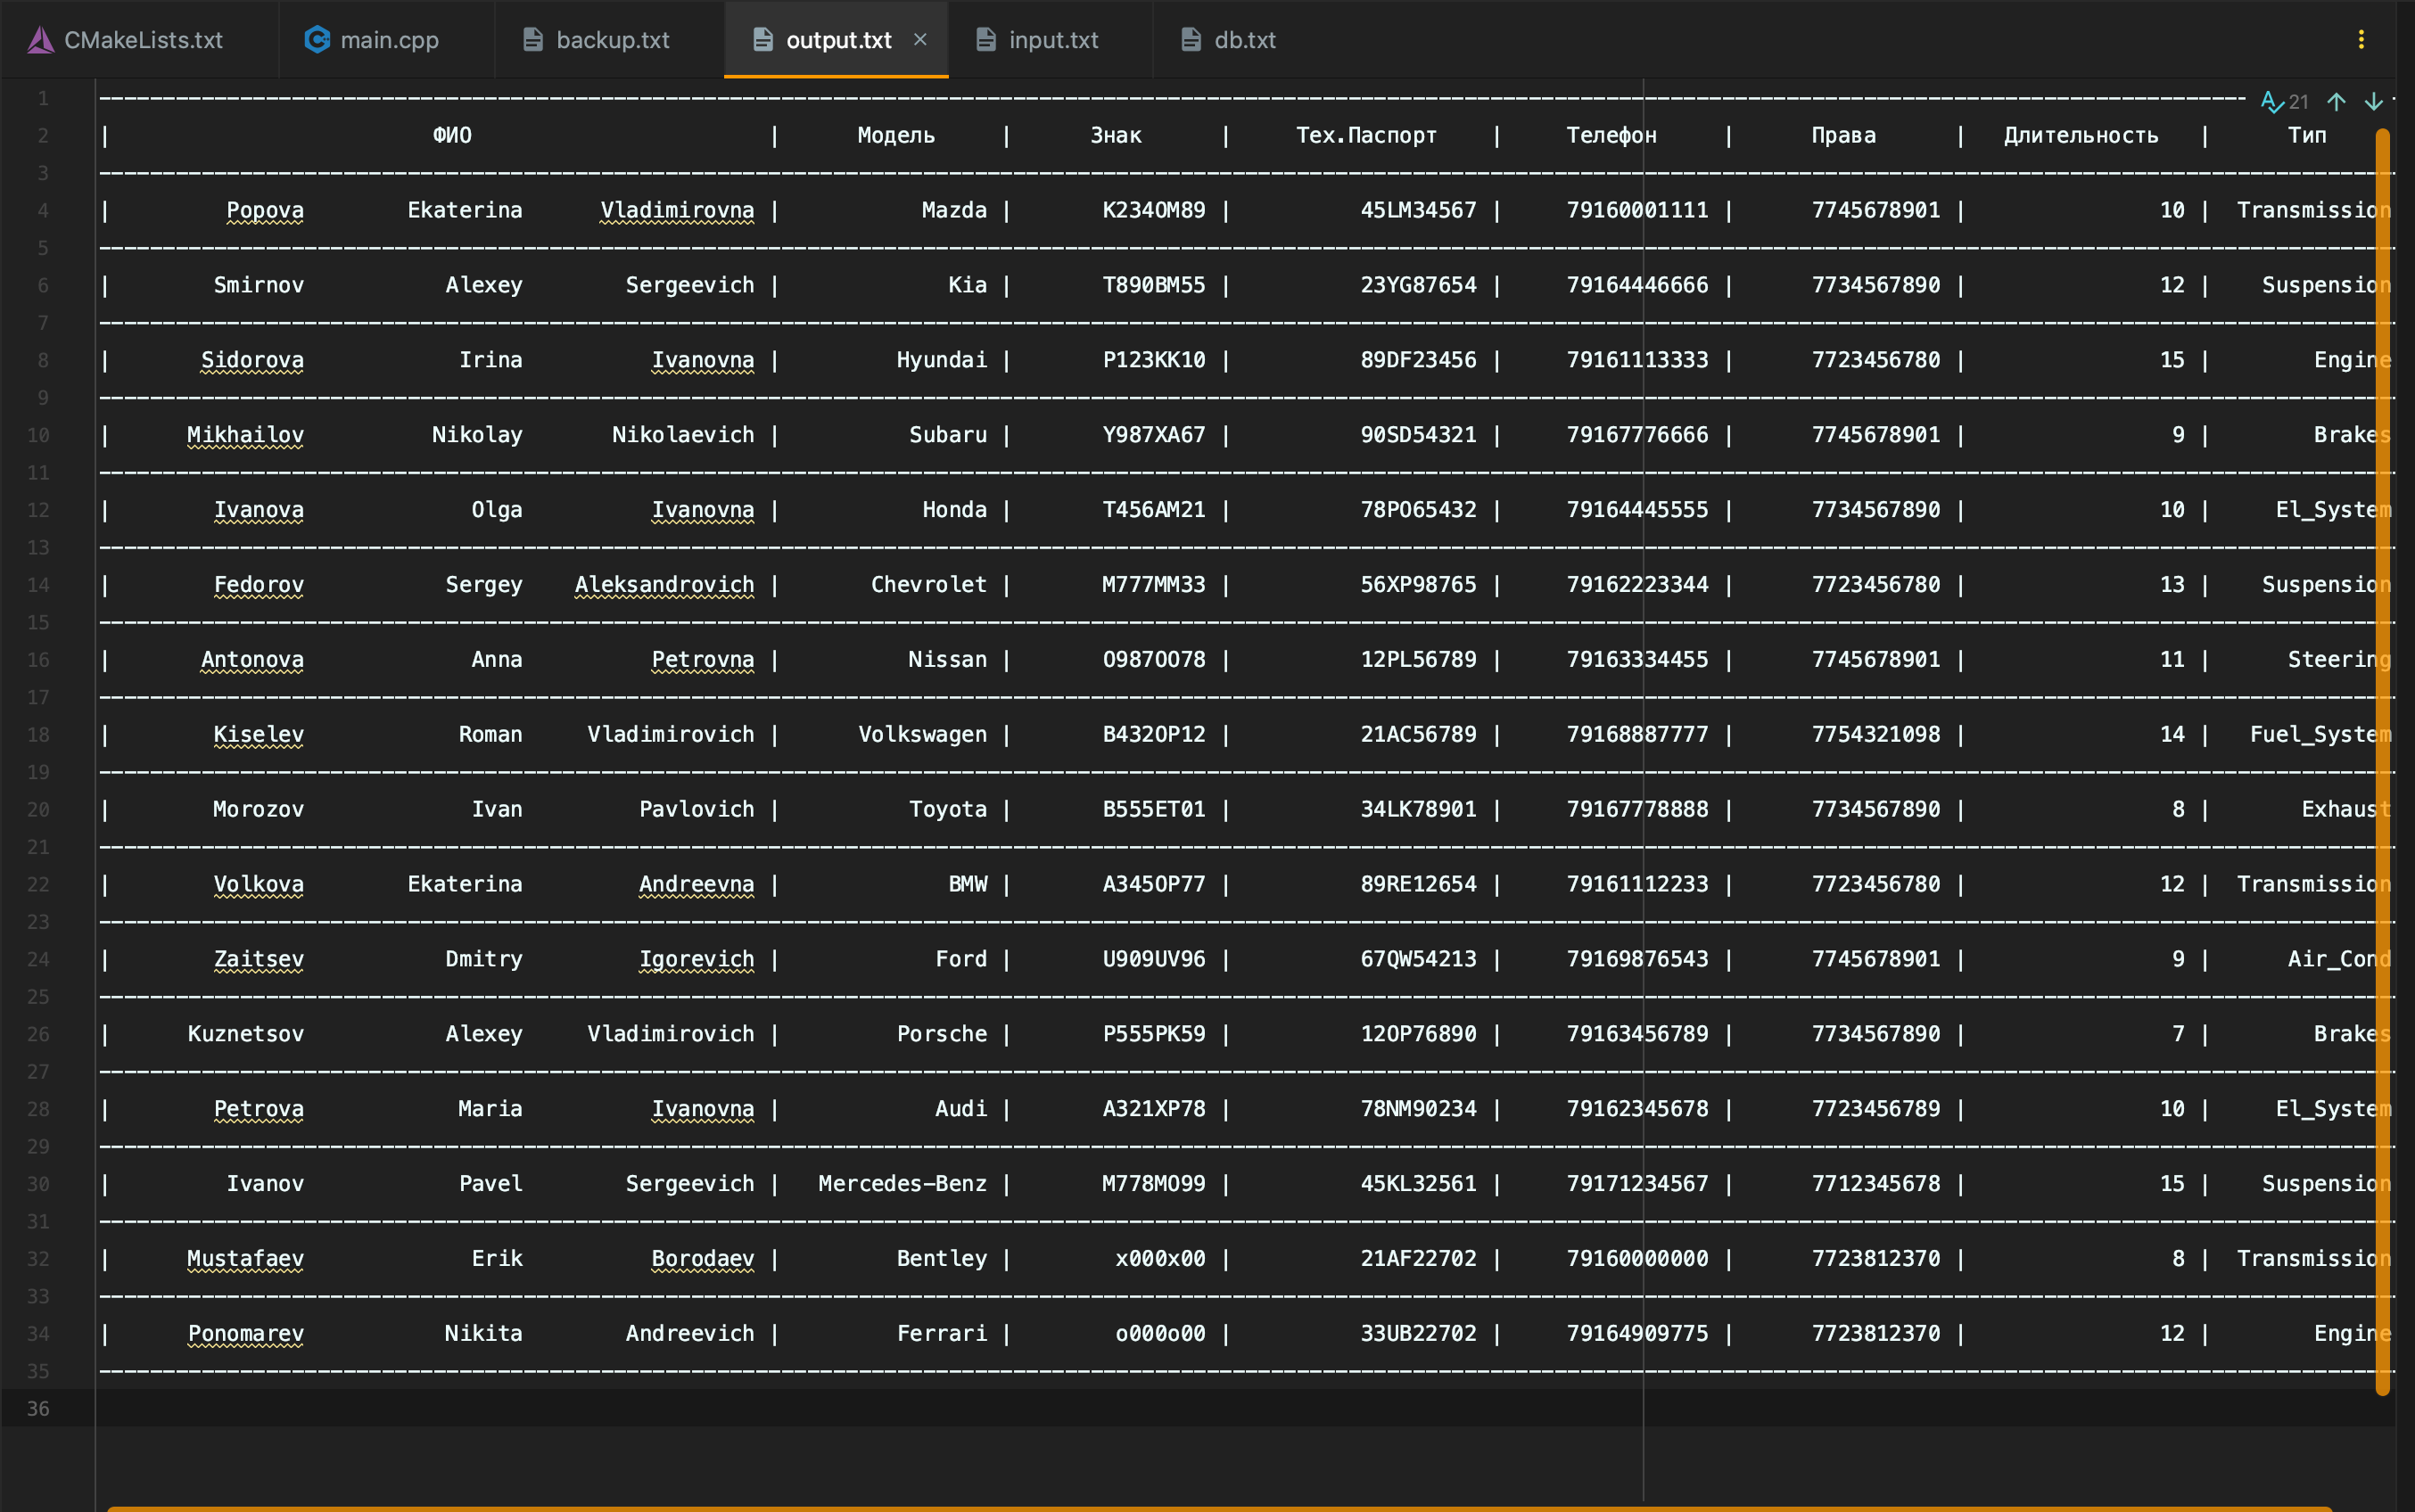 CMakeLists.txt main.cpp backup.txt output.txt × input.txt db.txt
1 21
2 | ФИО | Модель | Знак | Тех.Паспорт | Телефон | Права | Длительность | Тип
3
4 | Popova Ekaterina Vladimirovna | Mazda | K234OM89 | 45LM34567 | 79160001111 | 7745678901 | 10 | Transmission
5
6 | Smirnov Alexey Sergeevich | Kia | T890BM55 | 23YG87654 | 79164446666 | 7734567890 | 12 | Suspension
7
8 | Sidorova Irina Ivanovna | Hyundai | P123KK10 | 89DF23456 | 79161113333 | 7723456780 | 15 | Engine
9
10 | Mikhailov Nikolay Nikolaevich | Subaru | Y987XA67 | 90SD54321 | 79167776666 | 7745678901 | 9 | Brakes
11
12 | Ivanova Olga Ivanovna | Honda | T456AM21 | 78PO65432 | 79164445555 | 7734567890 | 10 | El_System
13
14 | Fedorov Sergey Aleksandrovich | Chevrolet | M777MM33 | 56XP98765 | 79162223344 | 7723456780 | 13 | Suspension
15
16 | Antonova Anna Petrovna | Nissan | O987OO78 | 12PL56789 | 79163334455 | 7745678901 | 11 | Steering
17
18 | Kiselev Roman Vladimirovich | Volkswagen | B432OP12 | 21AC56789 | 79168887777 | 7754321098 | 14 | Fuel_System
19
20 | Morozov Ivan Pavlovich | Toyota | B555ET01 | 34LK78901 | 79167778888 | 7734567890 | 8 | Exhaust
21
22 | Volkova Ekaterina Andreevna | BMW | A345OP77 | 89RE12654 | 79161112233 | 7723456780 | 12 | Transmission
23
24 | Zaitsev Dmitry Igorevich | Ford | U909UV96 | 67QW54213 | 79169876543 | 7745678901 | 9 | Air_Cond
25
26 | Kuznetsov Alexey Vladimirovich | Porsche | P555PK59 | 12OP76890 | 79163456789 | 7734567890 | 7 | Brakes
27
28 | Petrova Maria Ivanovna | Audi | A321XP78 | 78NM90234 | 79162345678 | 7723456789 | 10 | El_System
29
30 | Ivanov Pavel Sergeevich | Mercedes-Benz | M778MO99 | 45KL32561 | 79171234567 | 7712345678 | 15 | Suspension
31
32 | Mustafaev Erik Borodaev | Bentley | x000x00 | 21AF22702 | 79160000000 | 7723812370 | 8 | Transmission
33
34 | Ponomarev Nikita Andreevich | Ferrari | o000o00 | 33UB22702 | 79164909775 | 7723812370 | 12 | Engine
35
36